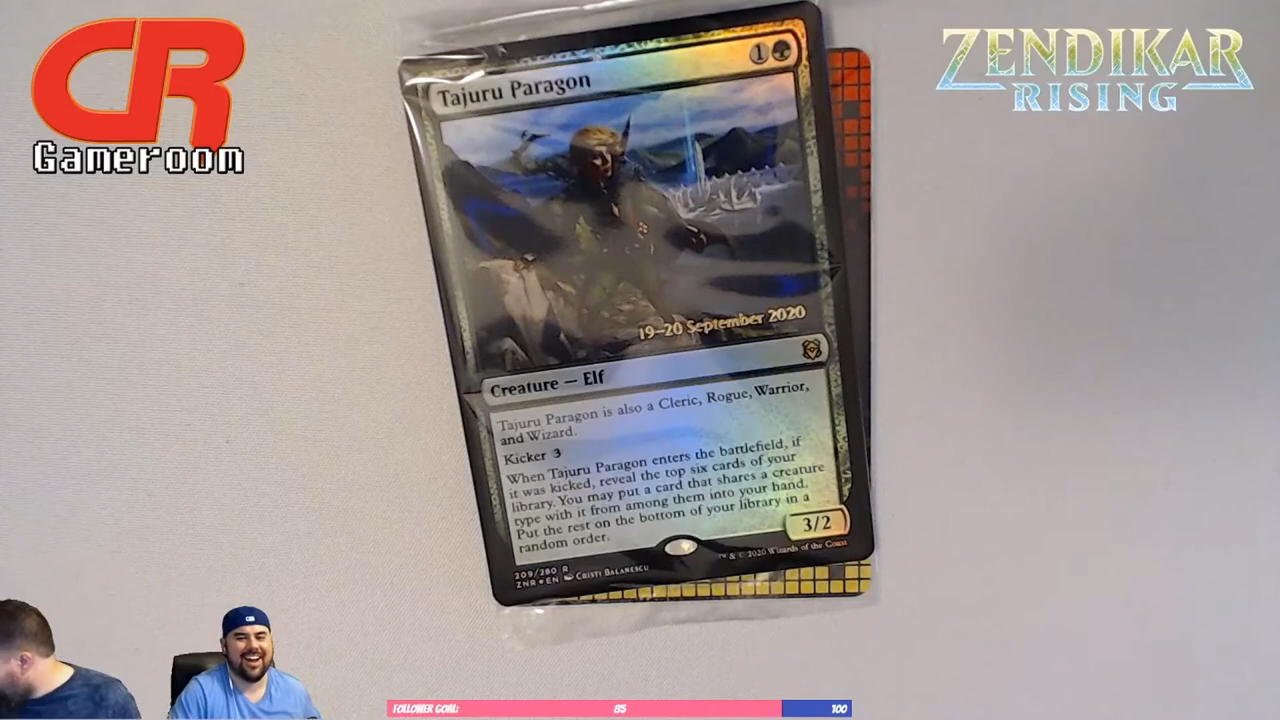 CR
Gameroom
ZENDIKAR
RISING
Tajuru Paragon
1
19–20 September 2020
Creature — Elf
Tajuru Paragon is also a Cleric, Rogue, Warrior,
and Wizard.
Kicker 3
When Tajuru Paragon enters the battlefield, if
it was kicked, reveal the top six cards of your
library. You may put a card that shares a creature
type with it from among them into your hand.
Put the rest on the bottom of your library in a
random order.
3/2
209/280 R
ZNR • EN CRISTI BALANESCU
™ & © 2020 Wizards of the Coast
FOLLOWER GOAL: 85 100